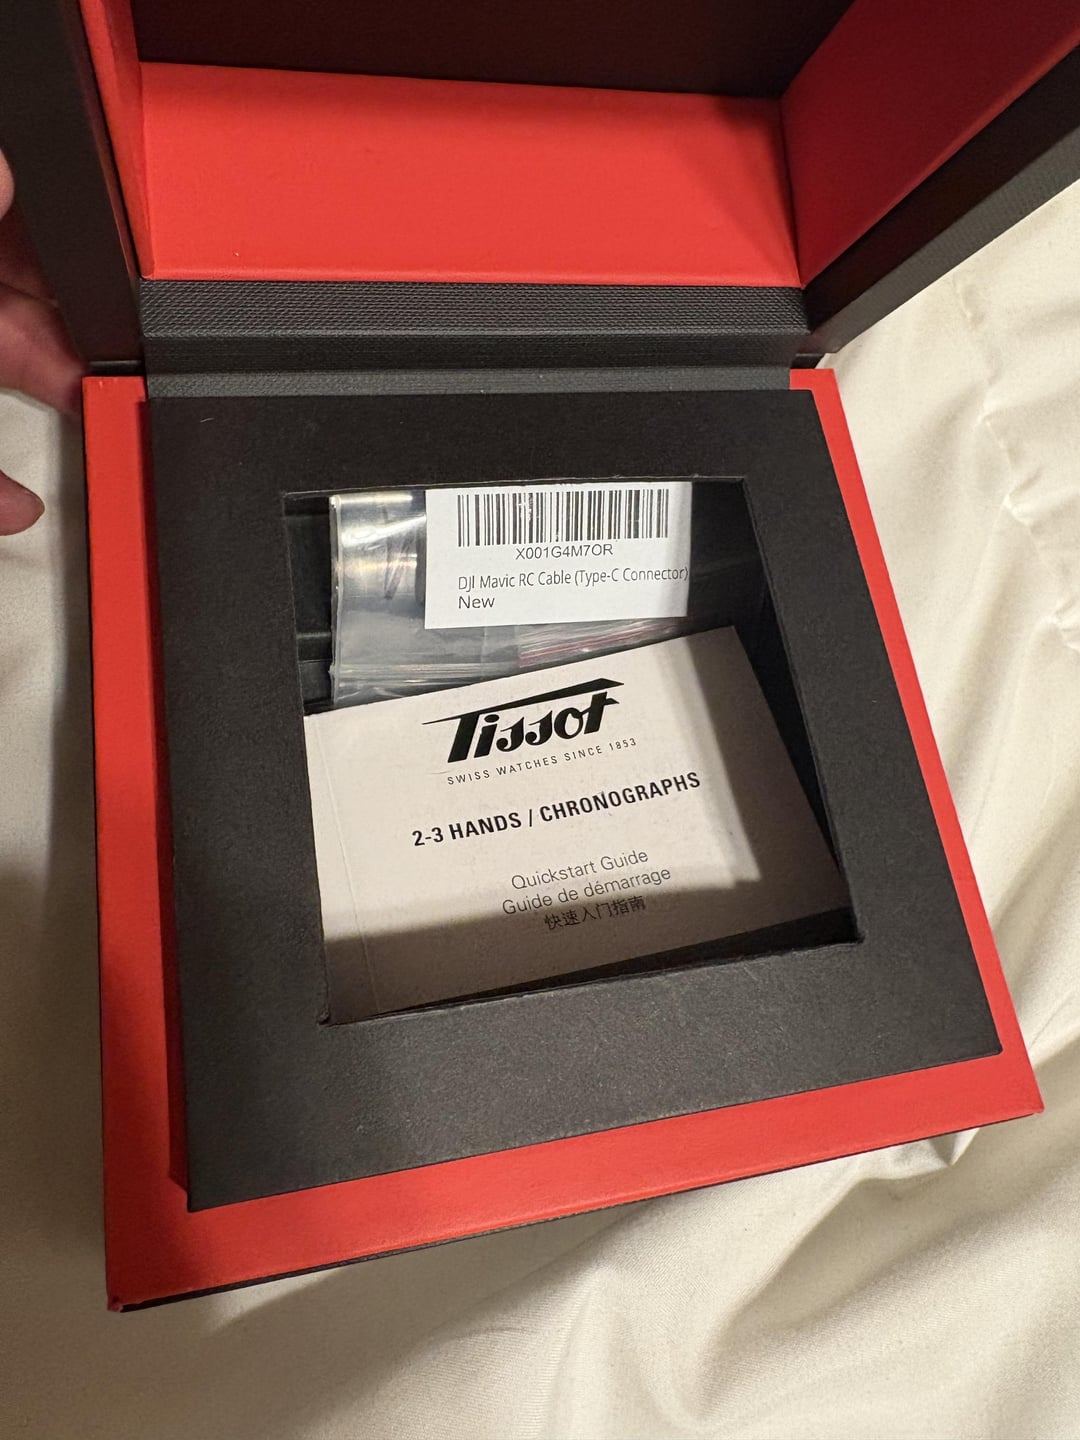 X001G4M7OR
DJI Mavic RC Cable (Type-C Connector)
New
Tissot
SWISS WATCHES SINCE 1853
2-3 HANDS / CHRONOGRAPHS
Quickstart Guide
Guide de démarrage
快速入门指南